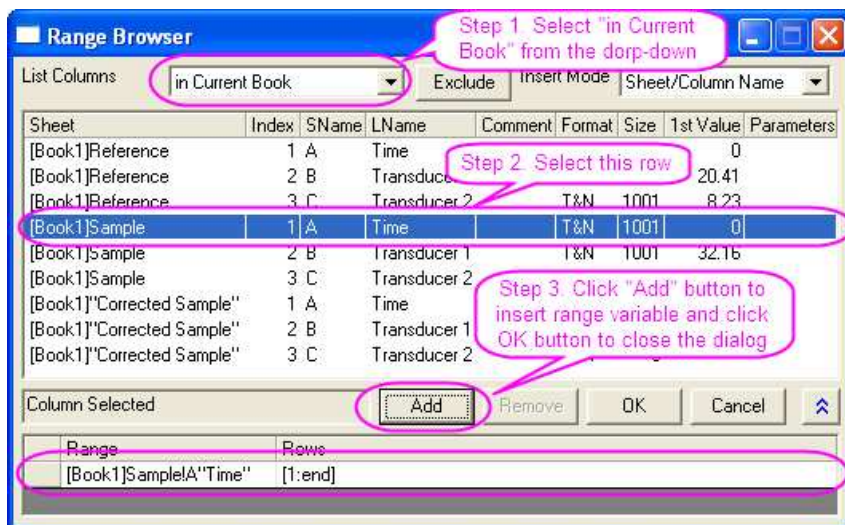 Range Browser
Step 1. Select "in Current
Book" from the dorp-down
List Columns in Current Book Exclude Insert Mode Sheet/Column Name
Sheet Index SName LName Comment Format Size 1st Value Parameters
[Book1]Reference 1 A Time 0
[Book1]Reference 2 B Transducer 20.41
[Book1]Reference 3 C Transducer 2 T&N 1001 8.23
Step 2. Select this row
[Book1]Sample 1 A Time T&N 1001 0
[Book1]Sample 2 B Transducer 1 T&N 1001 32.16
[Book1]Sample 3 C Transducer 2
[Book1]"Corrected Sample" 1 A Time
[Book1]"Corrected Sample" 2 B Transducer 1
[Book1]"Corrected Sample" 3 C Transducer 2
Step 3. Click "Add" button to
insert range variable and click
OK button to close the dialog
Column Selected Add Remove OK Cancel
Range Rows
[Book1]Sample!A"Time" [1:end]